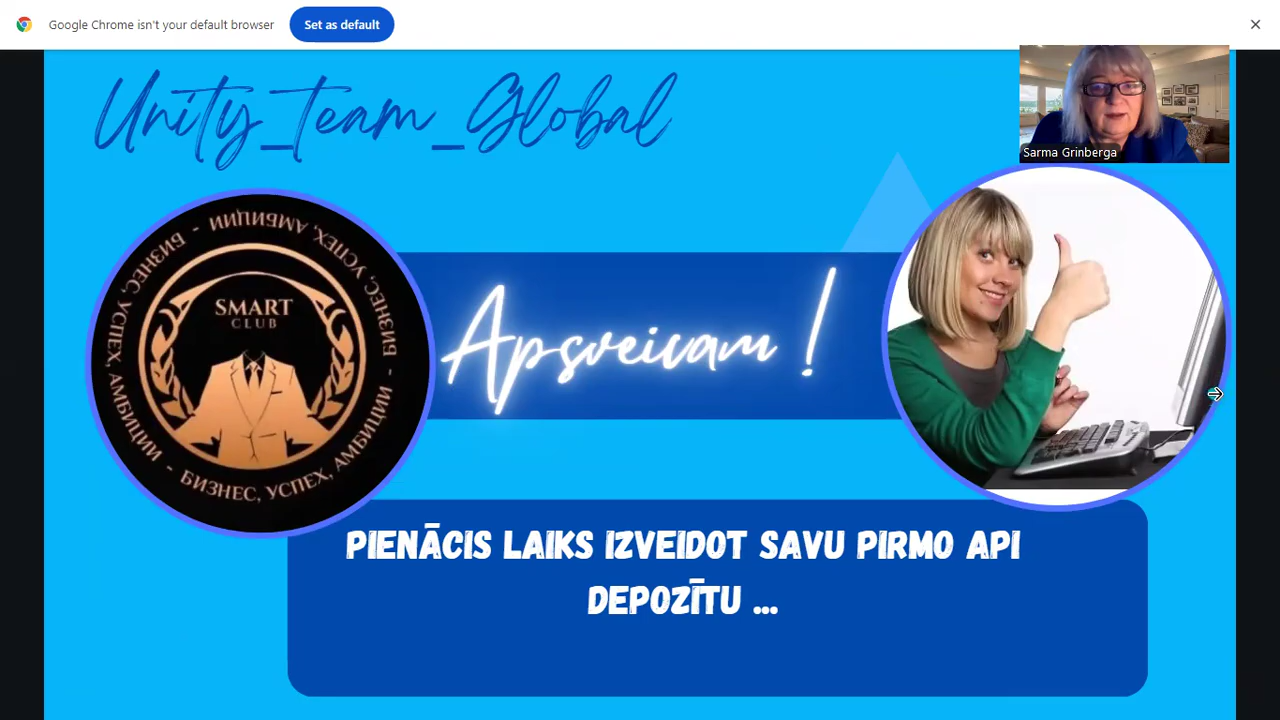 Google Chrome isn't your default browser
Set as default
Unity_team_Global
Sarma Grinberga
SMART
CLUB
БИЗНЕС, УСПЕХ, АМБИЦИИ - БИЗНЕС, УСПЕХ, АМБИЦИИ - БИЗНЕС, УСПЕХ, АМБИЦИИ -
Apsveicam !
PIENĀCIS LAIKS IZVEIDOT SAVU PIRMO API
DEPOZĪTU ...